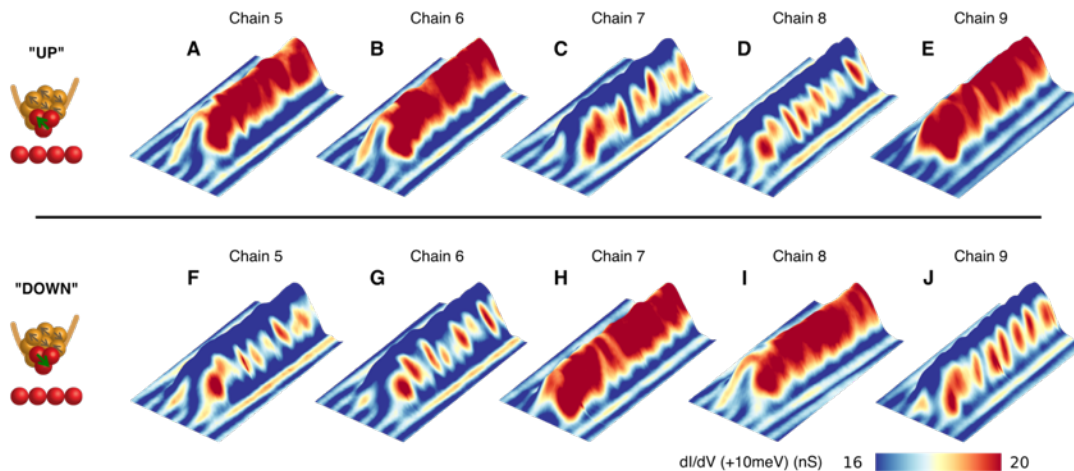 Chain 5 Chain 6 Chain 7 Chain 8 Chain 9
"UP" A B C D E
Chain 5 Chain 6 Chain 7 Chain 8 Chain 9
"DOWN" F G H I J
dI/dV (+10meV) (nS) 16 20